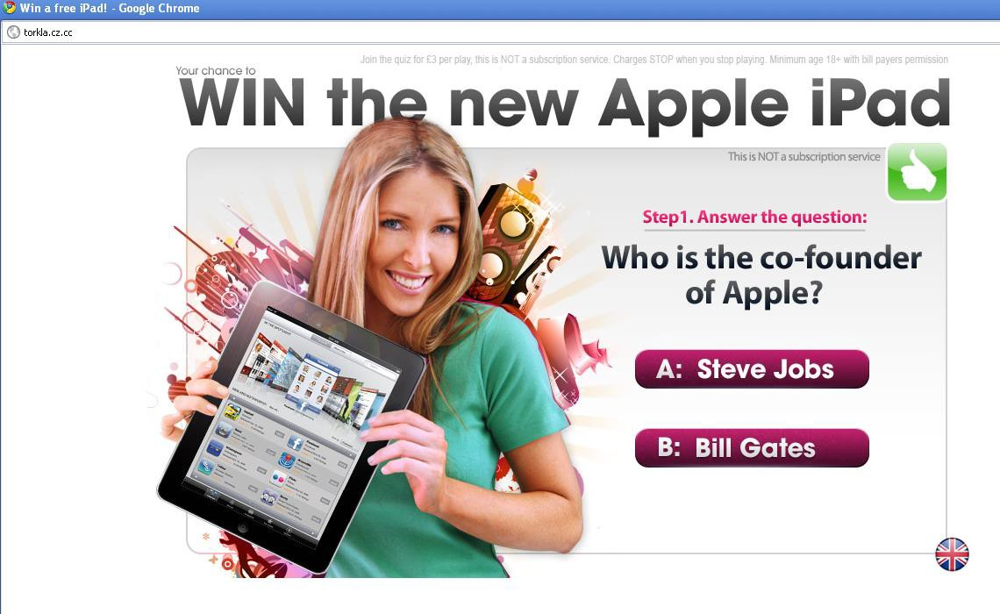 Win a free iPad! - Google Chrome
torkla.cz.cc
Join the quiz for £3 per play, this is NOT a subscription service. Charges STOP when you stop playing. Minimum age 18+ with bill payers permission
Your chance to
WIN the new Apple iPad
This is NOT a subscription service
Step1. Answer the question:
Who is the co-founder
of Apple?
A: Steve Jobs
B: Bill Gates